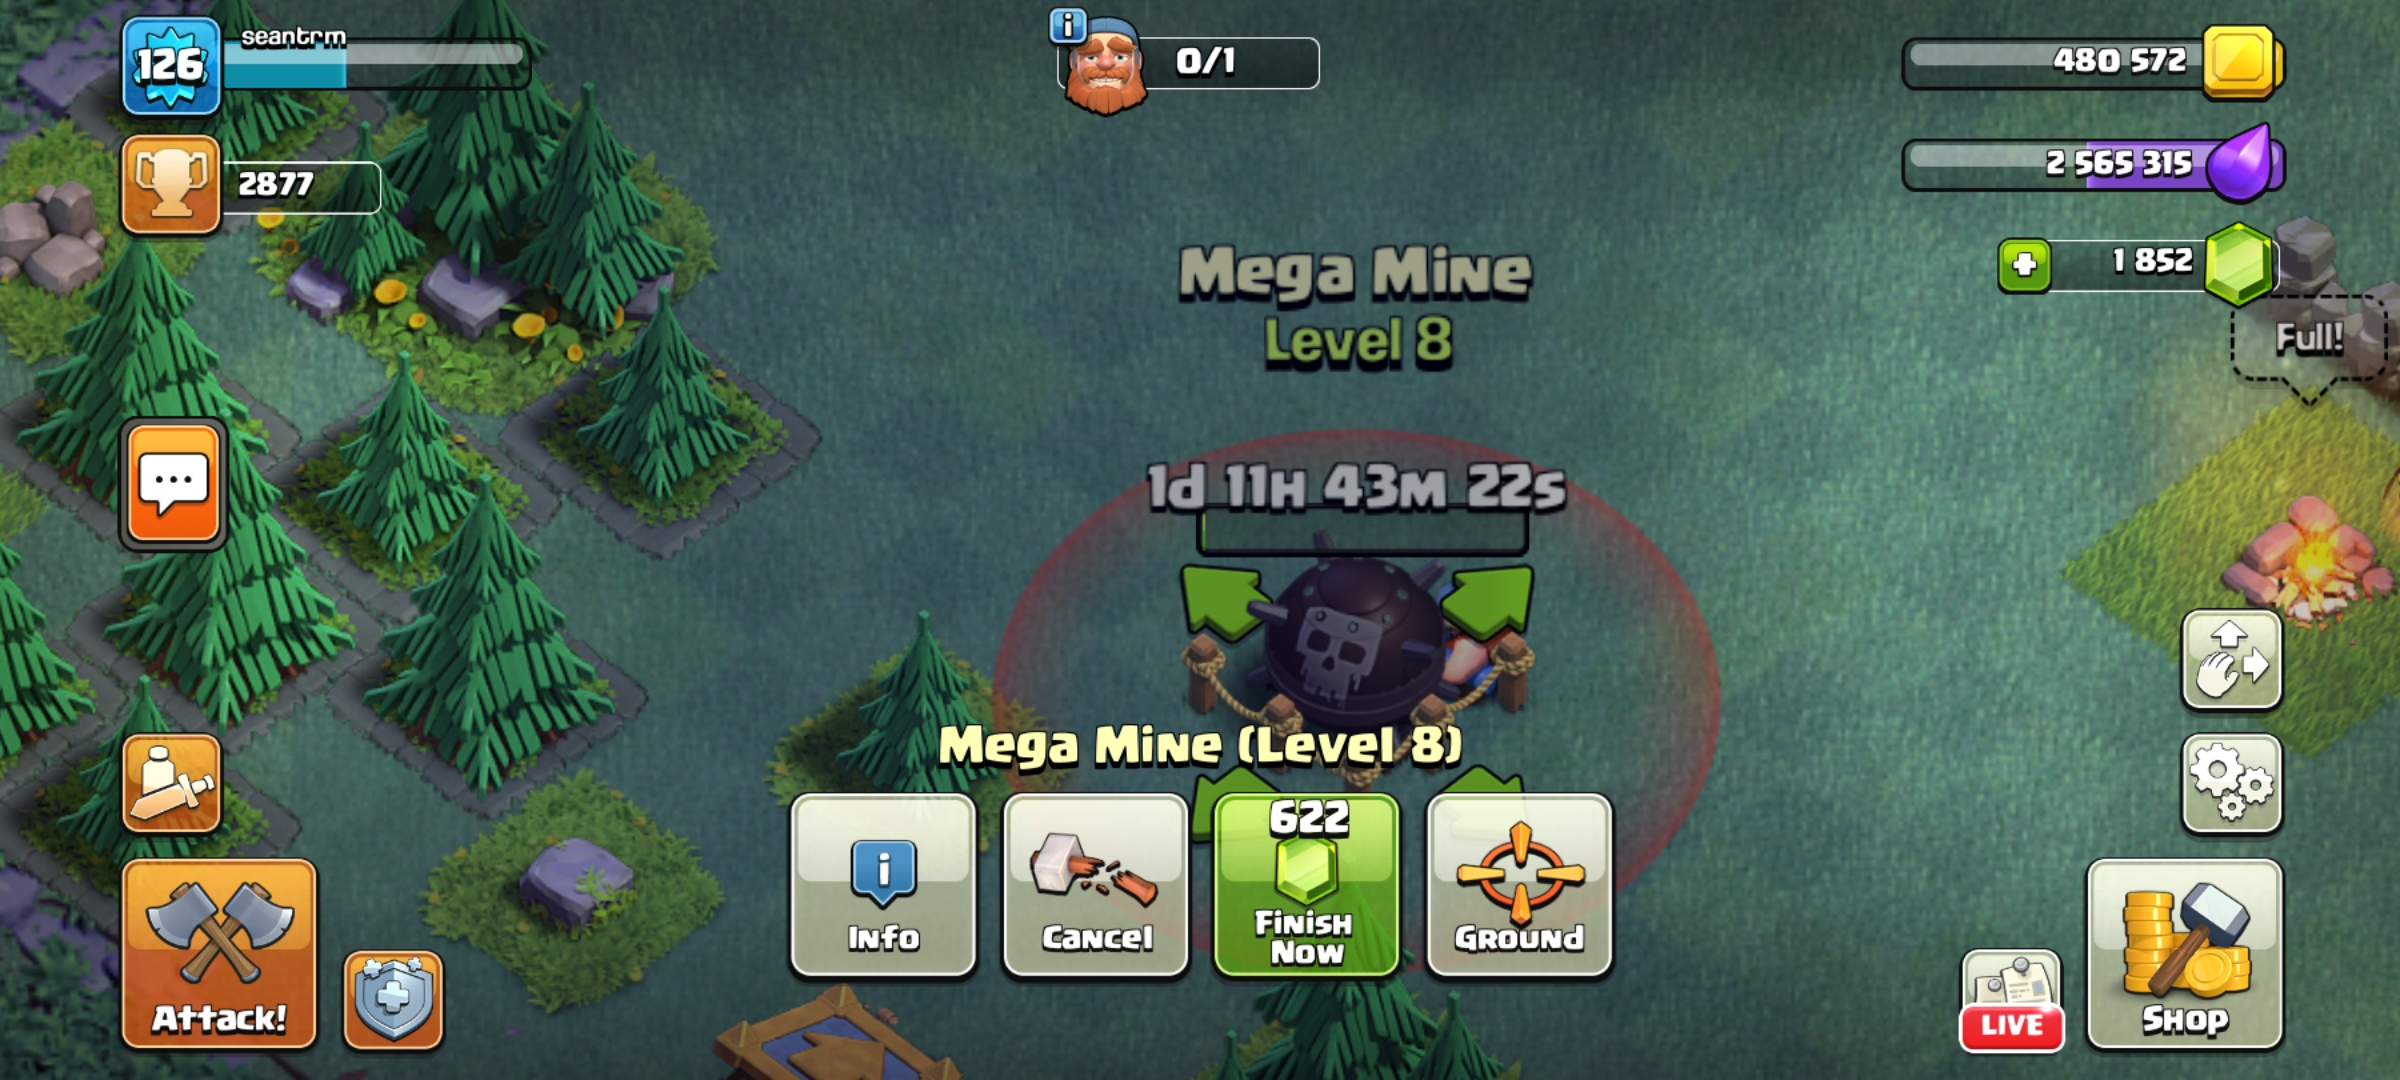 126
seantrm
i
0/1
480 572
2877
2 565 315
1 852
Full!
Mega Mine
Level 8
1d 11H 43M 22s
Mega Mine (Level 8)
i
Info
Cancel
622
Finish
Now
Ground
Attack!
LIVE
Shop